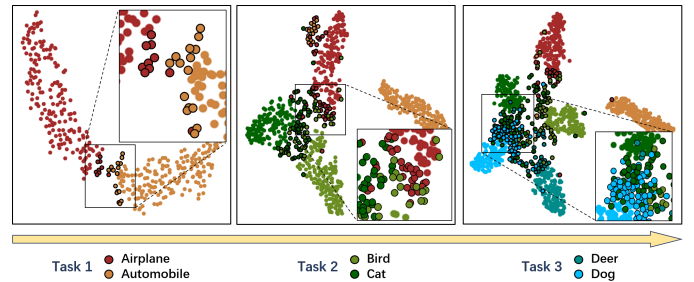 Task 1
Airplane
Automobile
Task 2
Bird
Cat
Task 3
Deer
Dog